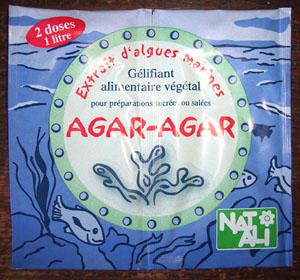 2 doses
1 litre
Extrait d'algues marines
Gélifiant
alimentaire végétal
pour préparations sucrées ou salées
AGAR-AGAR
NAT
ALI